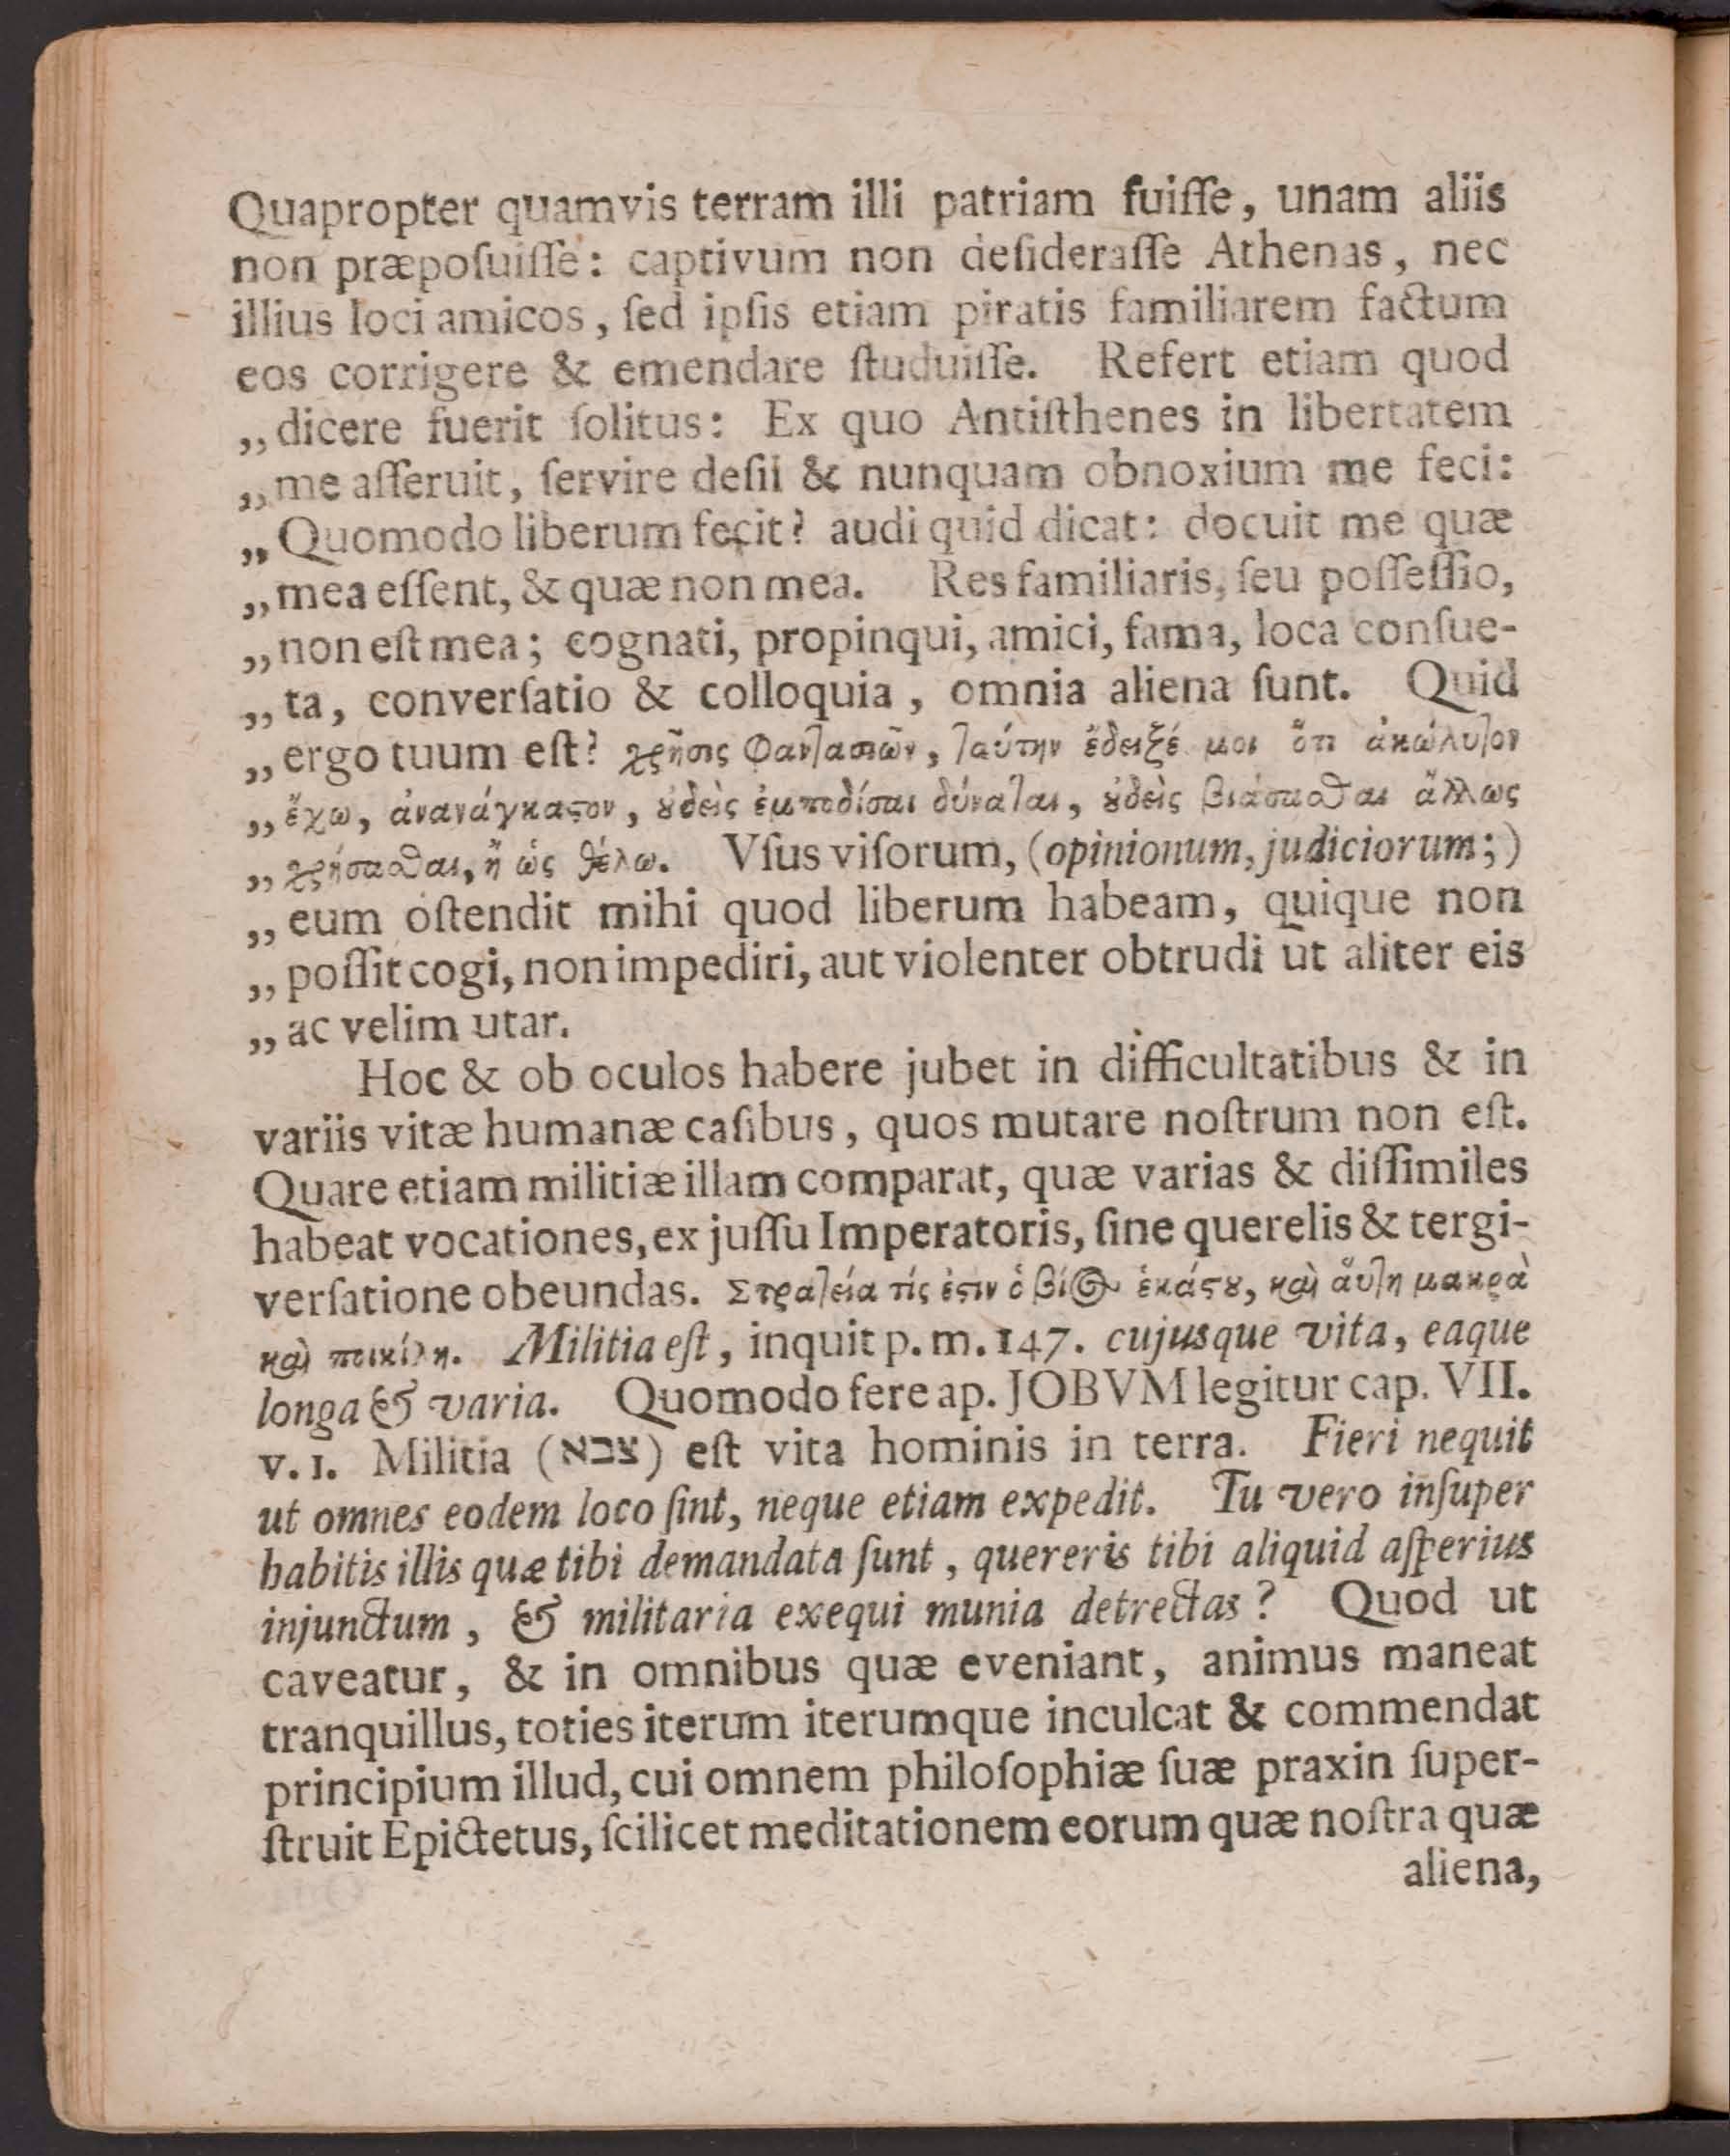 Quapropter quamvis terram illi patriam fuiſſe, unam aliis
non præpoſuiſſe: captivum non deſideraſſe Athenas, nec
illius loci amicos, ſed ipſis etiam piratis familiarem factum
eos corrigere & emendare ſtuduiſſe. Refert etiam quod
„dicere fuerit ſolitus: Ex quo Antiſthenes in libertatem
„me aſſeruit, ſervire deſii & nunquam obnoxium me feci:
„Quomodo liberum fecit? audi quid dicat: docuit me quæ
„mea eſſent, & quæ non mea. Res familiaris, ſeu poſſeſſio,
„non eſt mea; cognati, propinqui, amici, fama, loca conſue-
„ta, converſatio & colloquia, omnia aliena ſunt. Quid
„ergo tuum eſt? χρῆσις Φαντασιῶν, ταύτην ἔδειξέ μοι ὅτι ἀκώλυτον
„ἔχω, ἀνανάγκαϛον, ȣ̓δεὶς ἐμποδίσαι δύναται, ȣ̓δεὶς βιάσασθαι ἄλλως
„χρήσασθαι, ἢ ὡς θέλω. Vſus viſorum, (opinionum, judiciorum;)
„eum oſtendit mihi quod liberum habeam, quique non
„poſſit cogi, non impediri, aut violenter obtrudi ut aliter eis
„ac velim utar.
Hoc & ob oculos habere jubet in difficultatibus & in
variis vitæ humanæ caſibus, quos mutare noſtrum non eſt.
Quare etiam militiæ illam comparat, quæ varias & diſſimiles
habeat vocationes, ex juſſu Imperatoris, ſine querelis & tergi-
verſatione obeundas. Στρατεία τίς ἐϛιν ὁ βίος ἑκάϛȣ, καὶ ἄυτη μακρὰ
καὶ ποικίλη. Militia eſt, inquit p. m. 147. cujusque vita, eaque
longa & varia. Quomodo fere ap. JOBVM legitur cap. VII.
v. 1. Militia (צבא) eſt vita hominis in terra. Fieri nequit
ut omnes eodem loco ſint, neque etiam expedit. Tu vero inſuper
habitis illis quæ tibi demandata ſunt, quereris tibi aliquid aſperius
injunctum, & militaria exequi munia detrectas? Quod ut
caveatur, & in omnibus quæ eveniant, animus maneat
tranquillus, toties iterum iterumque inculcat & commendat
principium illud, cui omnem philoſophiæ ſuæ praxin ſuper-
ſtruit Epictetus, ſcilicet meditationem eorum quæ noſtra quæ
aliena,